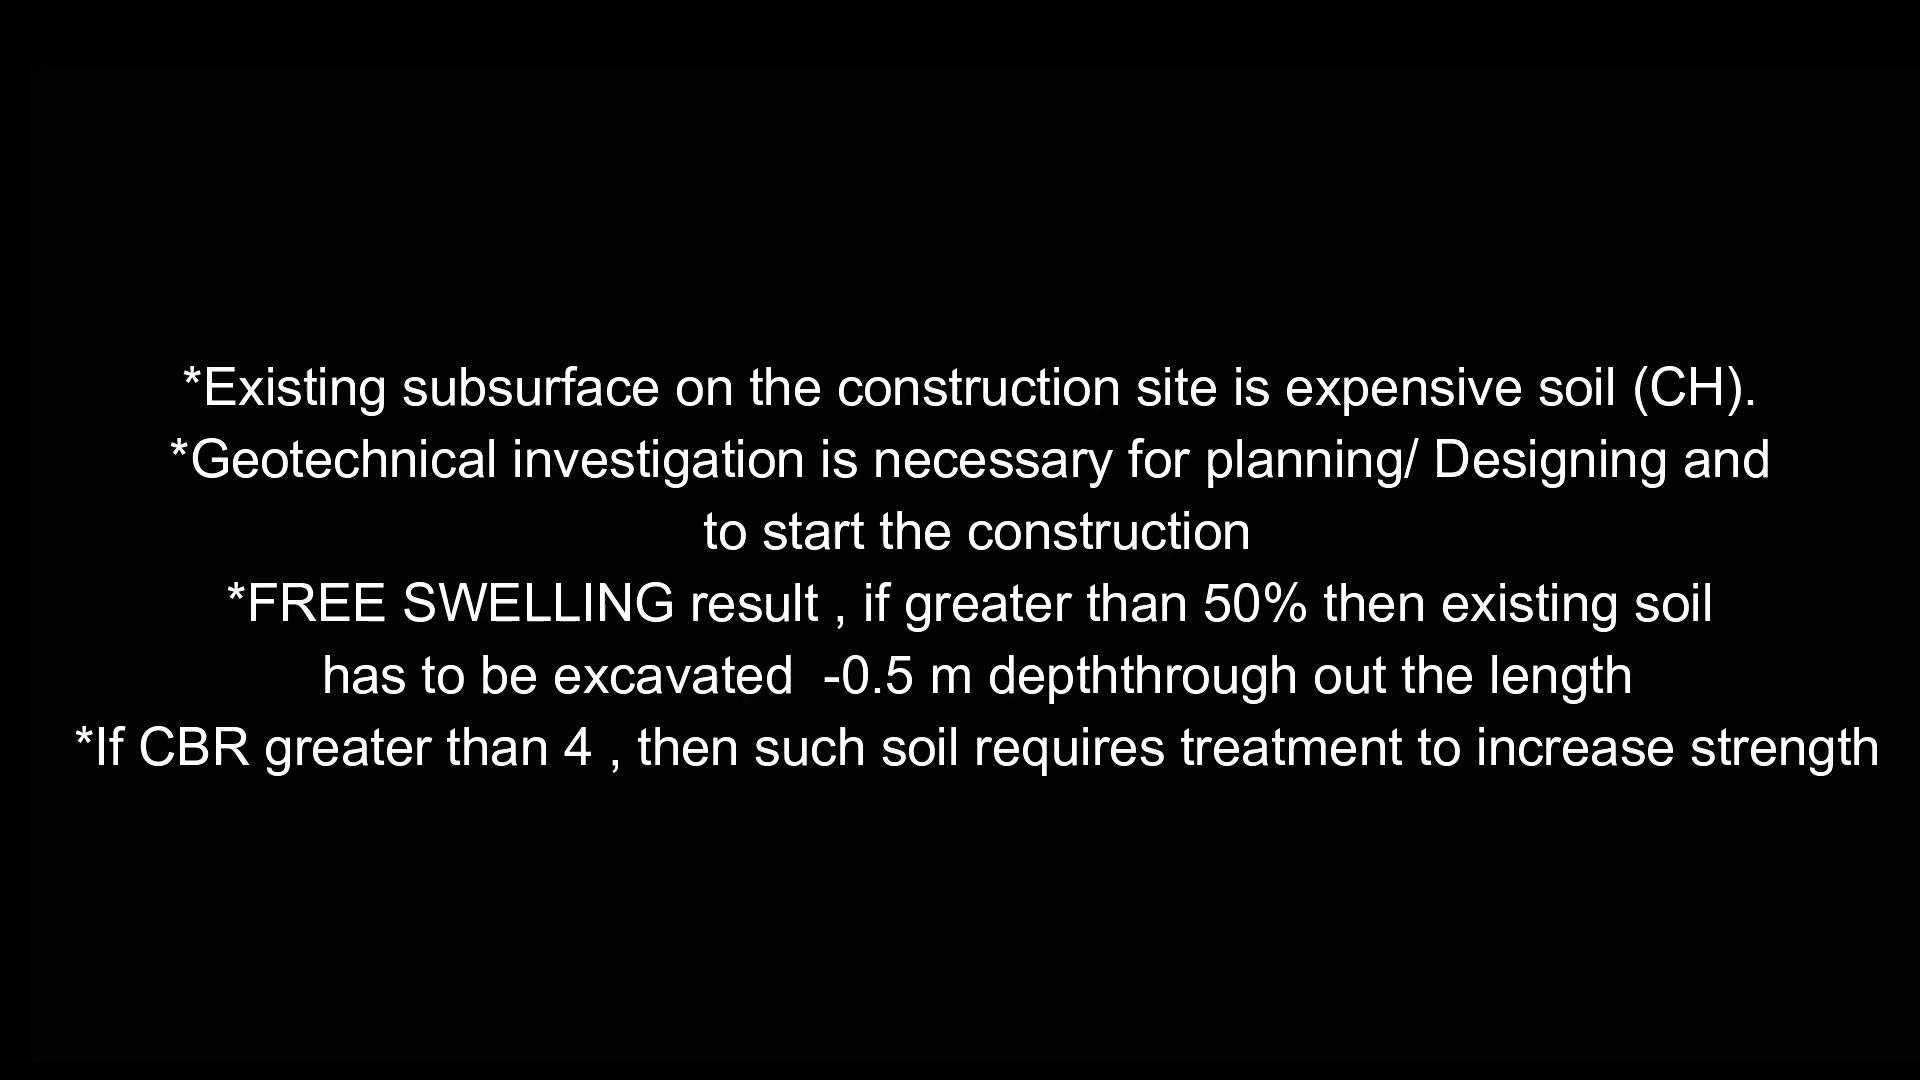 *Existing subsurface on the construction site is expensive soil (CH).
*Geotechnical investigation is necessary for planning/ Designing and
to start the construction
*FREE SWELLING result , if greater than 50% then existing soil
has to be excavated  -0.5 m depththrough out the length
*If CBR greater than 4 , then such soil requires treatment to increase strength